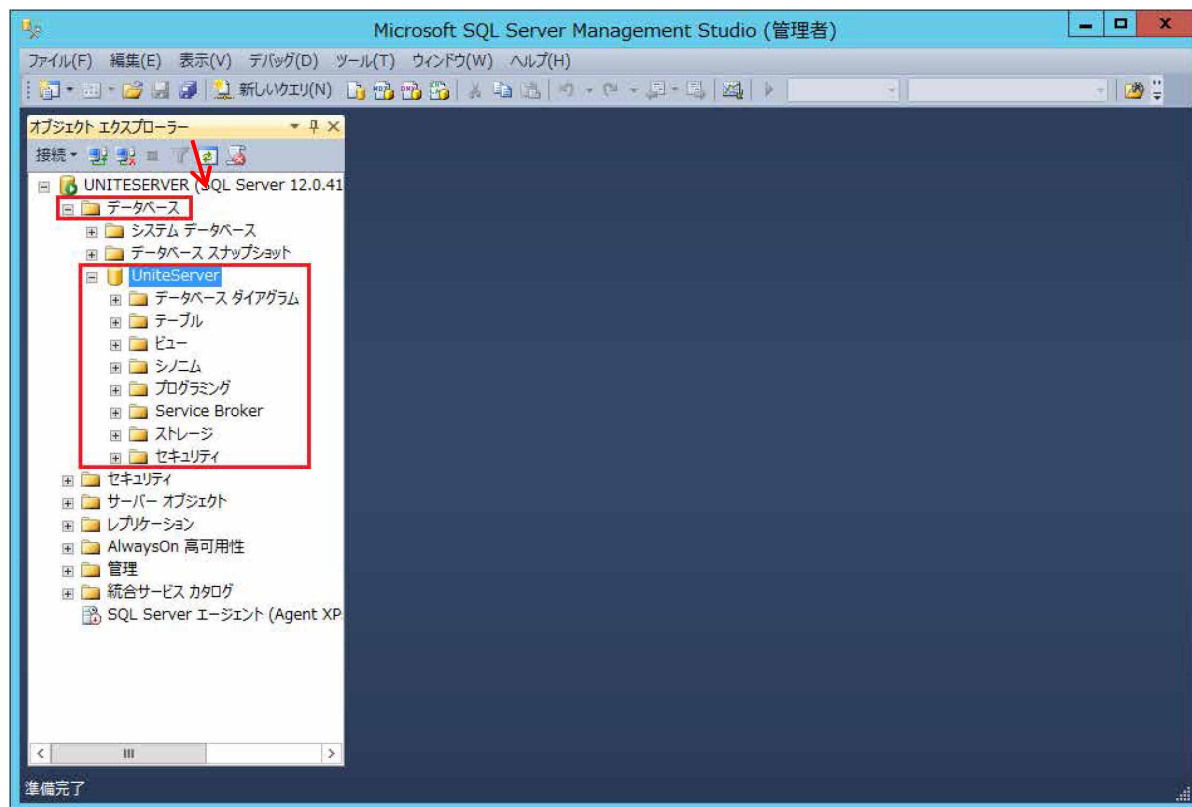 Microsoft SQL Server Management Studio (管理者)
ファイル(F) 編集(E) 表示(V) デバッグ(D) ツール(T) ウィンドウ(W) ヘルプ(H)
新しいクエリ(N)
オブジェクト エクスプローラー
接続
UNITESERVER (SQL Server 12.0.41
データベース
システム データベース
データベース スナップショット
UniteServer
データベース ダイアグラム
テーブル
ビュー
シノニム
プログラミング
Service Broker
ストレージ
セキュリティ
セキュリティ
サーバー オブジェクト
レプリケーション
AlwaysOn 高可用性
管理
統合サービス カタログ
SQL Server エージェント (Agent XP
準備完了